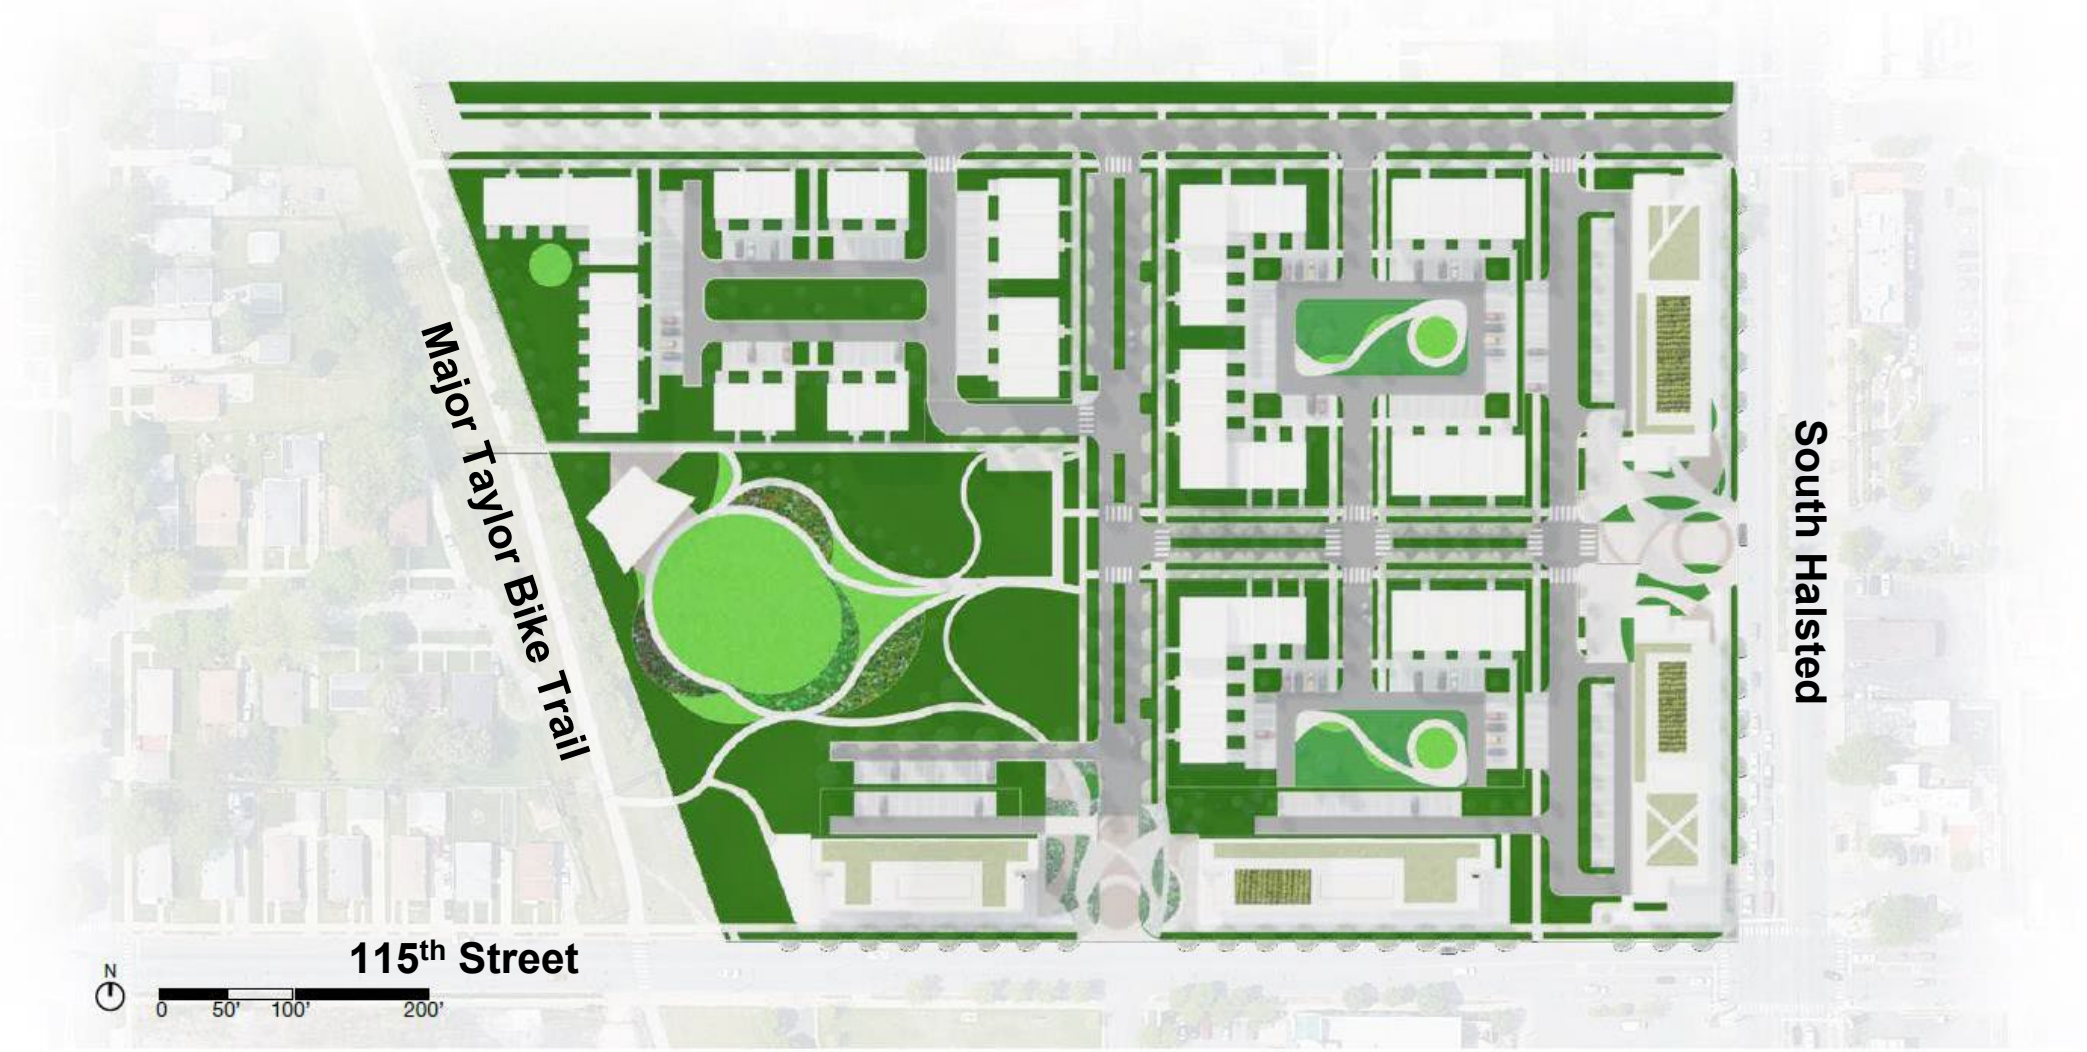 Major Taylor Bike Trail
South Halsted
115th Street
N
0 50' 100' 200'